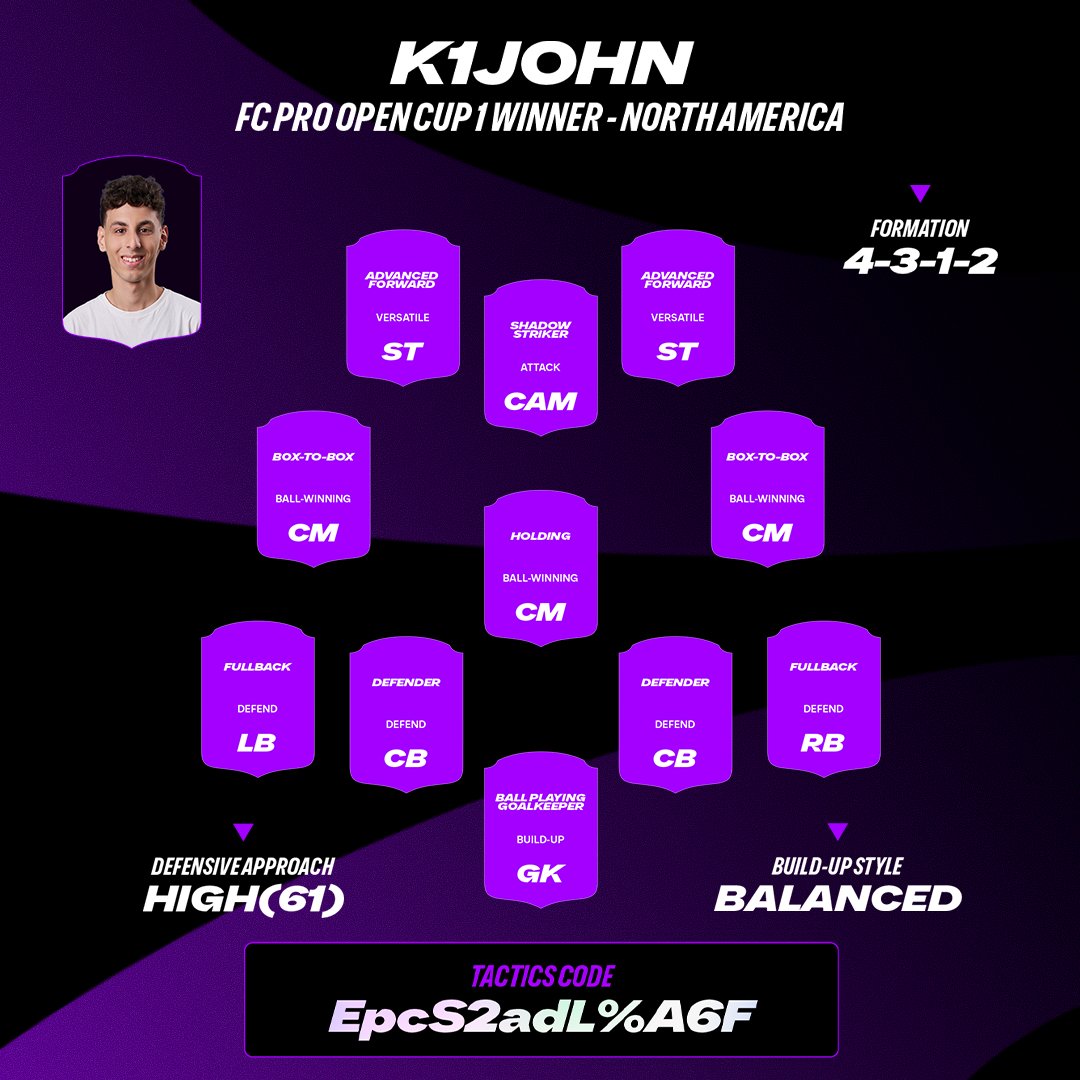 K1JOHN
FC PRO OPEN CUP 1 WINNER - NORTH AMERICA
FORMATION
4-3-1-2
ADVANCED
FORWARD
VERSATILE
ST
SHADOW
STRIKER
ATTACK
CAM
ADVANCED
FORWARD
VERSATILE
ST
BOX-TO-BOX
BALL-WINNING
CM
HOLDING
BALL-WINNING
CM
BOX-TO-BOX
BALL-WINNING
CM
FULLBACK
DEFEND
LB
DEFENDER
DEFEND
CB
DEFENDER
DEFEND
CB
FULLBACK
DEFEND
RB
BALL PLAYING
GOALKEEPER
BUILD-UP
GK
DEFENSIVE APPROACH
HIGH(61)
BUILD-UP STYLE
BALANCED
TACTICS CODE
EpcS2adL%A6F